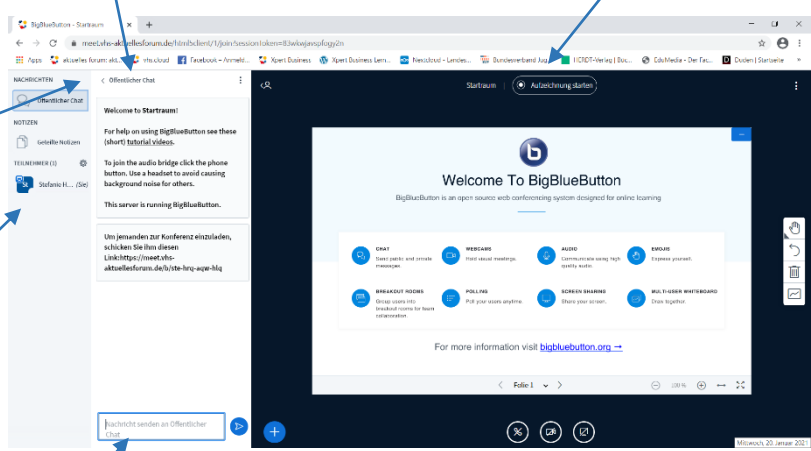 BigBlueButton - Startraum
meet.vhs-aktuellesforum.de/html5client/join?sessionToken=
Apps
vhs.cloud
Facebook – Anmeld...
Xpert Business
Xpert Business Lern...
Nextcloud - Landes...
Bundesverband Jug...
HERDT-Verlag | Buc...
EduMedia - Der Fac...
Duden | Startseite
NACHRICHTEN
Öffentlicher Chat
NOTIZEN
Geteilte Notizen
TEILNEHMER (1)
St
Stefanie H... (Sie)
Öffentlicher Chat
Welcome to Startraum!
For help on using BigBlueButton see these
(short) tutorial videos.
To join the audio bridge click the phone
button. Use a headset to avoid causing
background noise for others.
This server is running BigBlueButton.
Um jemanden zur Konferenz einzuladen,
schicken Sie ihm diesen
Link:https://meet.vhs-
aktuellesforum.de/b/ste-hrq-aqw-hlq
Nachricht senden an Öffentlicher
Chat
Startraum
Aufzeichnung starten
Welcome To BigBlueButton
BigBlueButton is an open source web conferencing system designed for online learning
CHAT
Send public and private
messages.
WEBCAMS
Hold visual meetings.
AUDIO
Communicate using high
quality audio.
EMOJIS
Express yourself.
BREAKOUT ROOMS
Group users into
breakout rooms for team
collaboration.
POLLING
Poll your users anytime.
SCREEN SHARING
Share your screen.
MULTI-USER WHITEBOARD
Draw together.
For more information visit bigbluebutton.org →
Folie 1
100%
Mittwoch, 20. Januar 2021